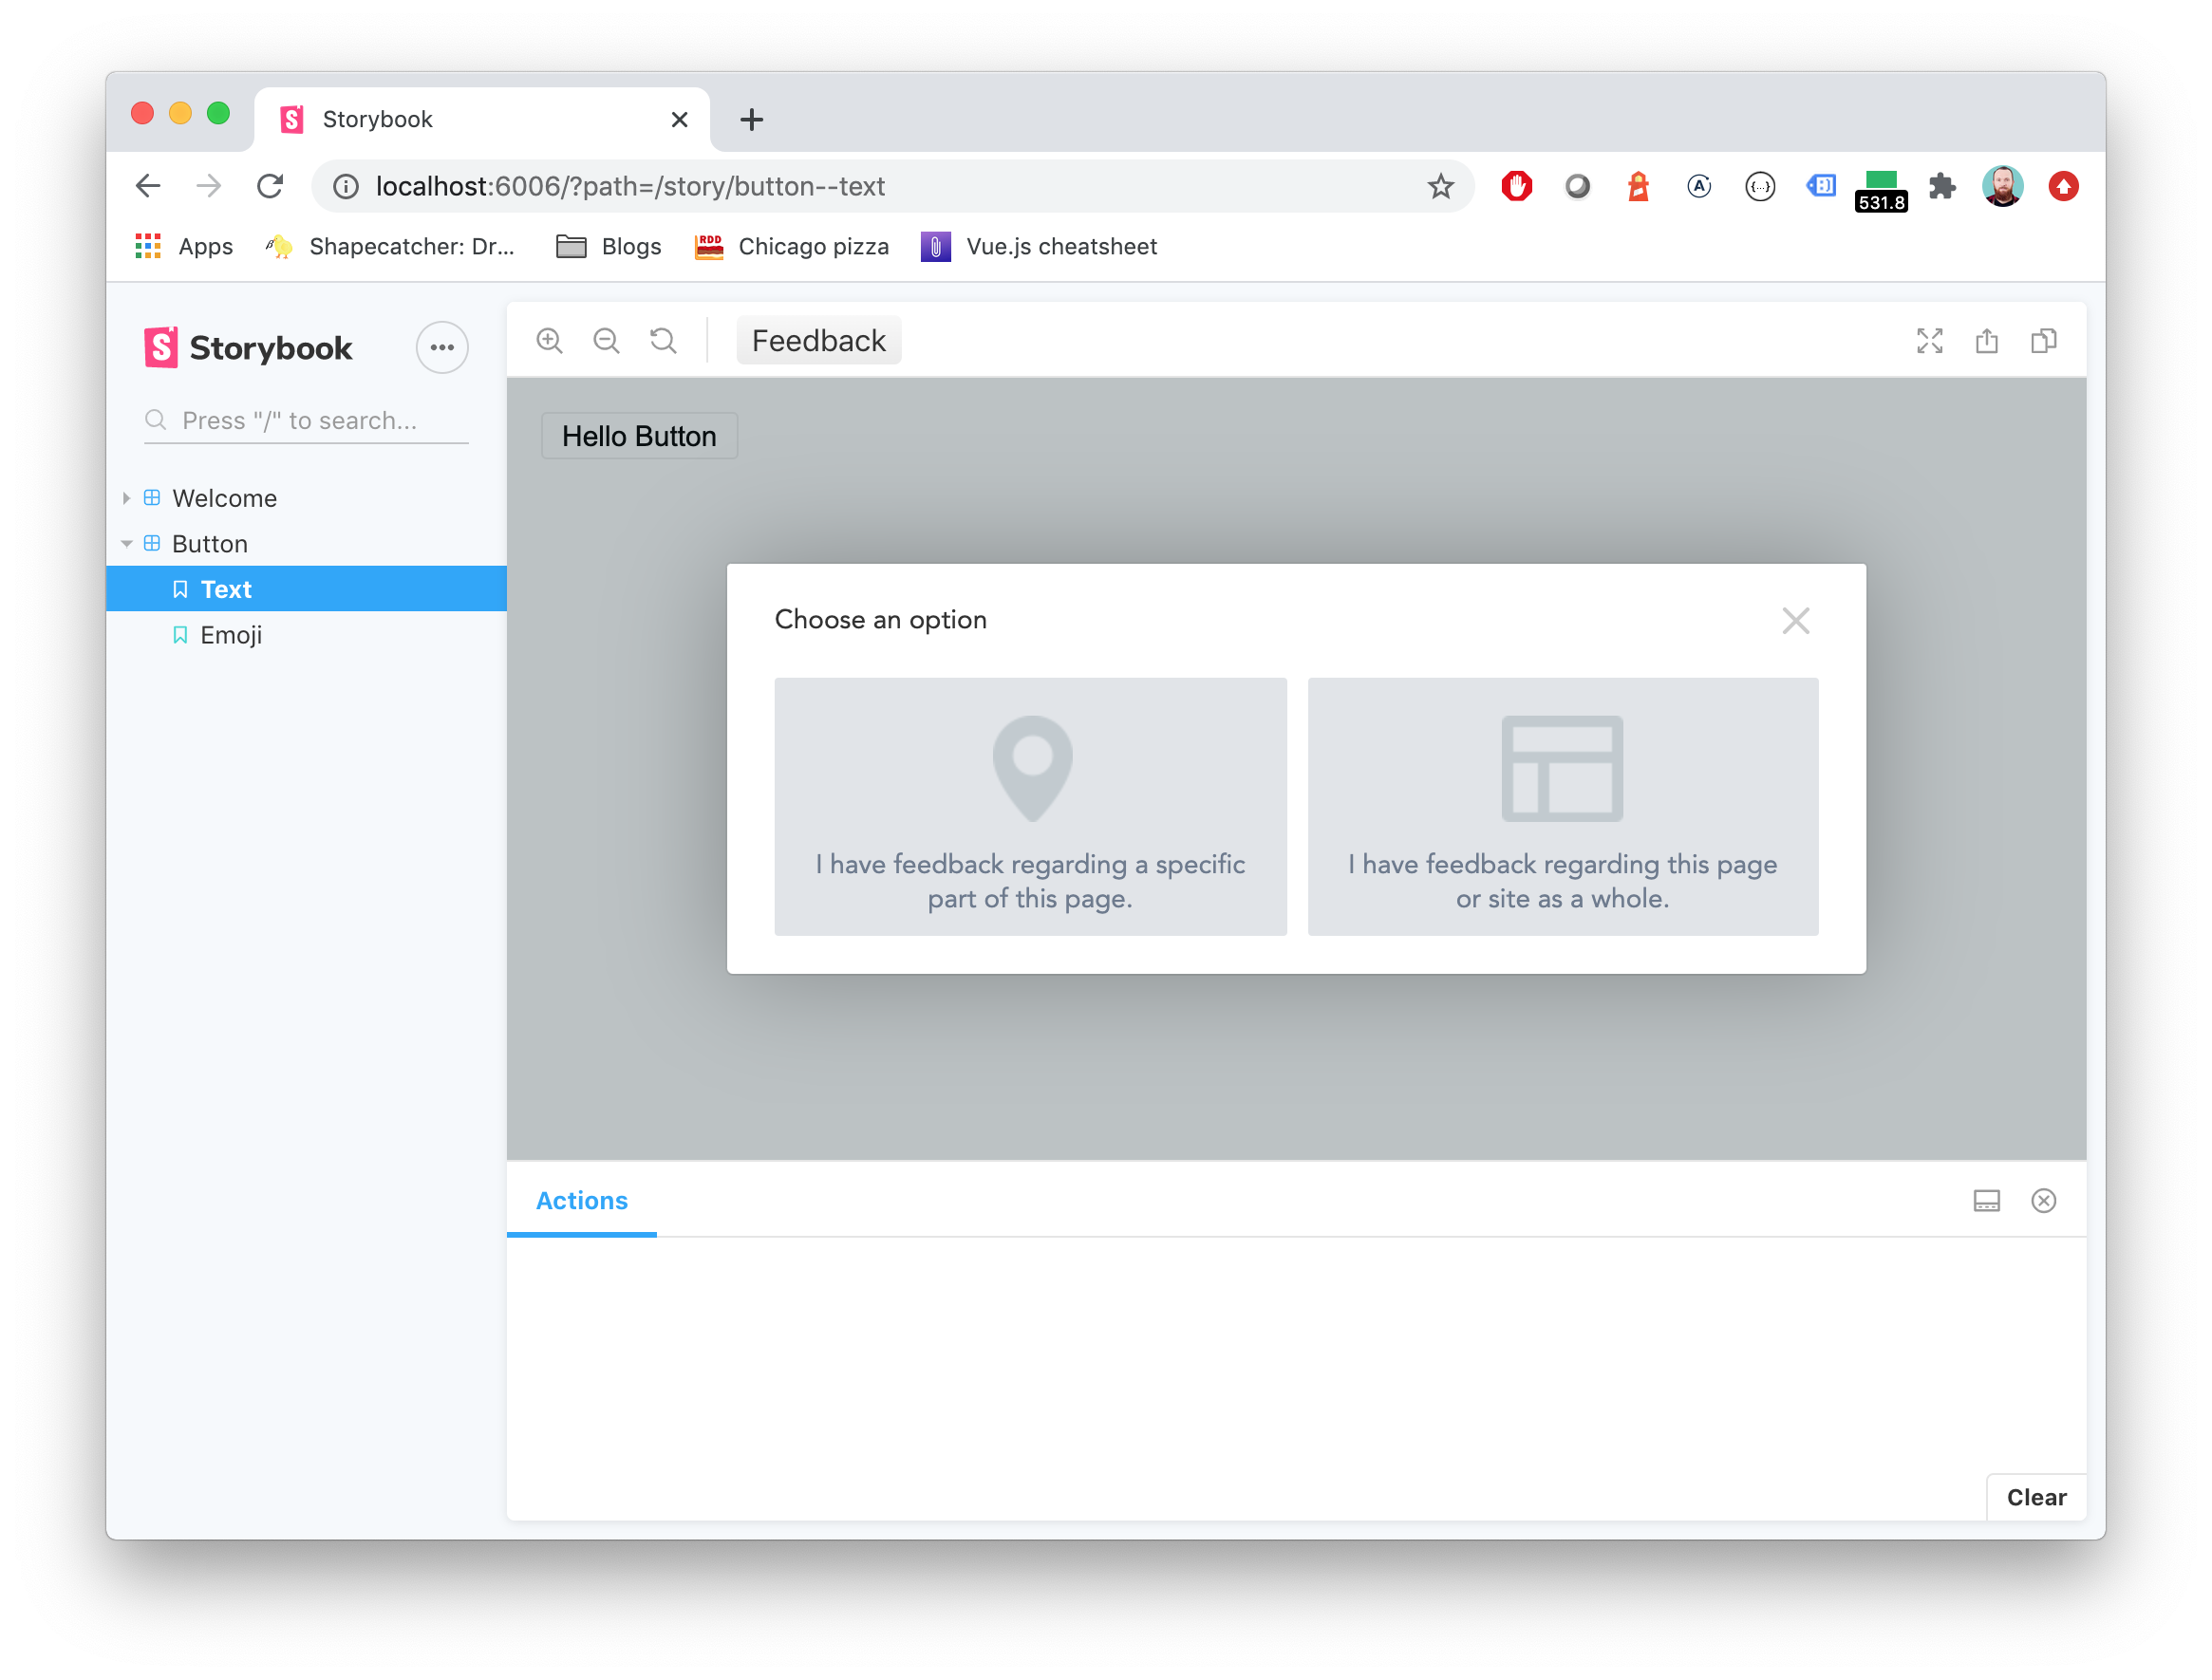 Storybook
localhost:6006/?path=/story/button--text
531.8
Apps
Shapecatcher: Dr...
Blogs
RDD
Chicago pizza
Vue.js cheatsheet
Storybook
Feedback
Press "/" to search...
Hello Button
Welcome
Button
Text
Emoji
Choose an option
I have feedback regarding a specific
part of this page.
I have feedback regarding this page
or site as a whole.
Actions
Clear